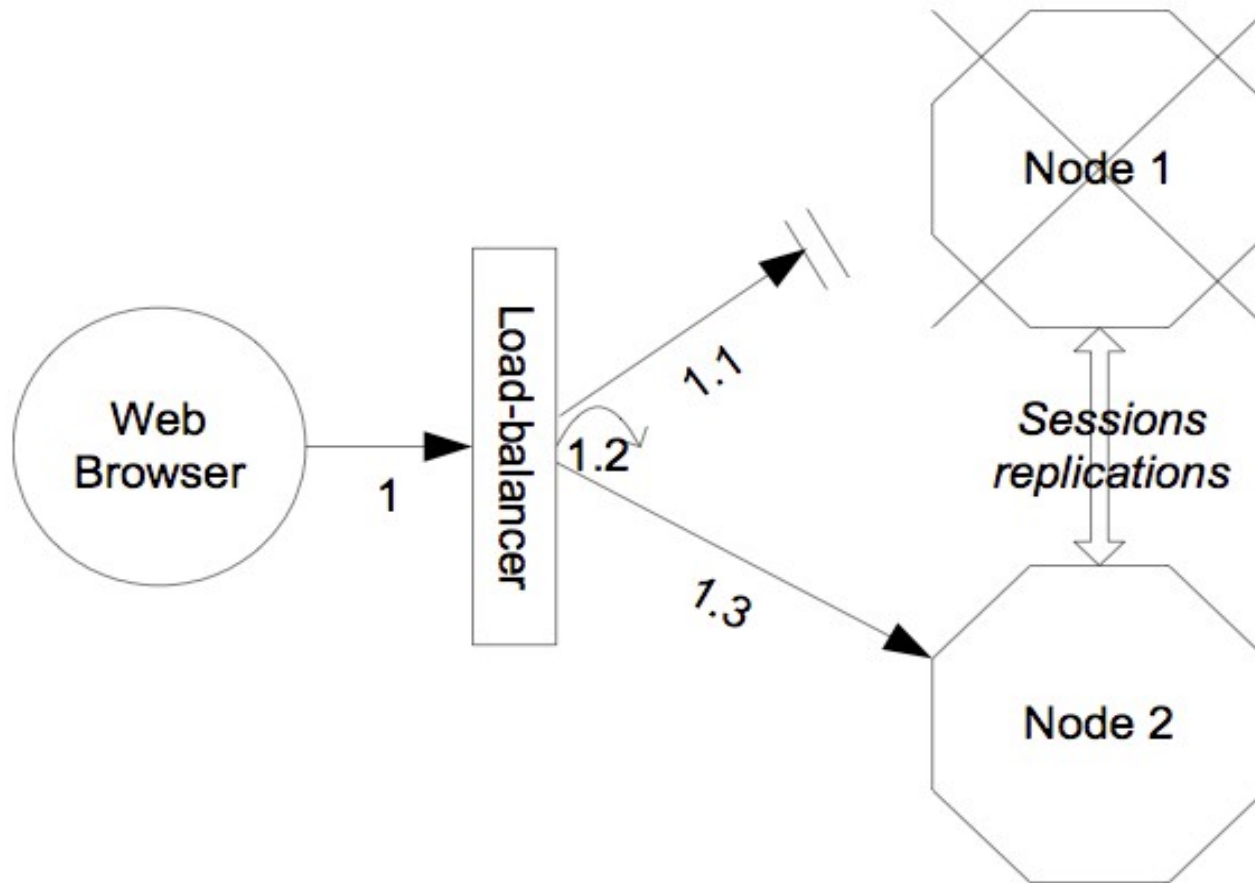 Web
Browser
1
Load-balancer
1.1
1.2
1.3
Node 1
Sessions
replications
Node 2